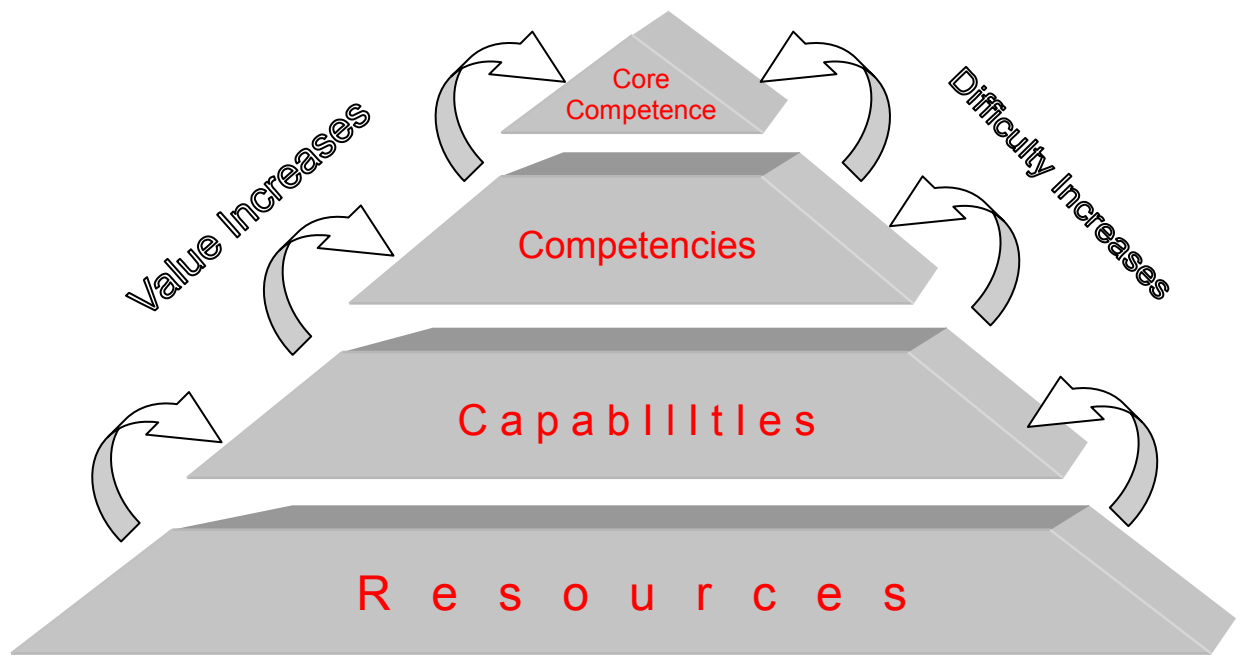 Core
Competence
Value Increases
Difficulty Increases
Competencies
C a p a b I l I t I e s
R e s o u r c e s